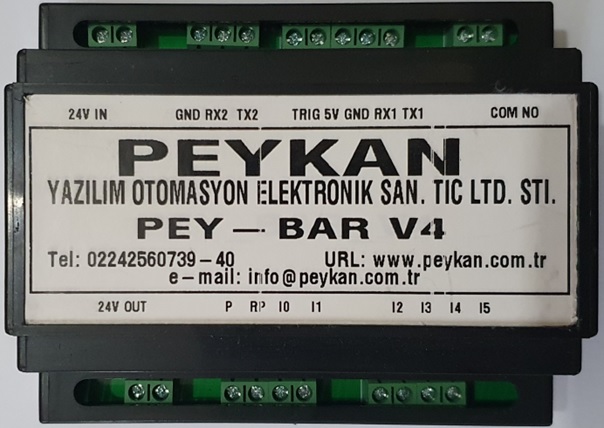 24V IN GND RX2 TX2 TRIG 5V GND RX1 TX1 COM NO
PEYKAN
YAZILIM OTOMASYON ELEKTRONIK SAN. TIC LTD. STI.
PEY - BAR V4
Tel: 02242560739-40 URL: www.peykan.com.tr
e-mail: info@peykan.com.tr
24V OUT P RP I0 I1 I2 I3 I4 I5